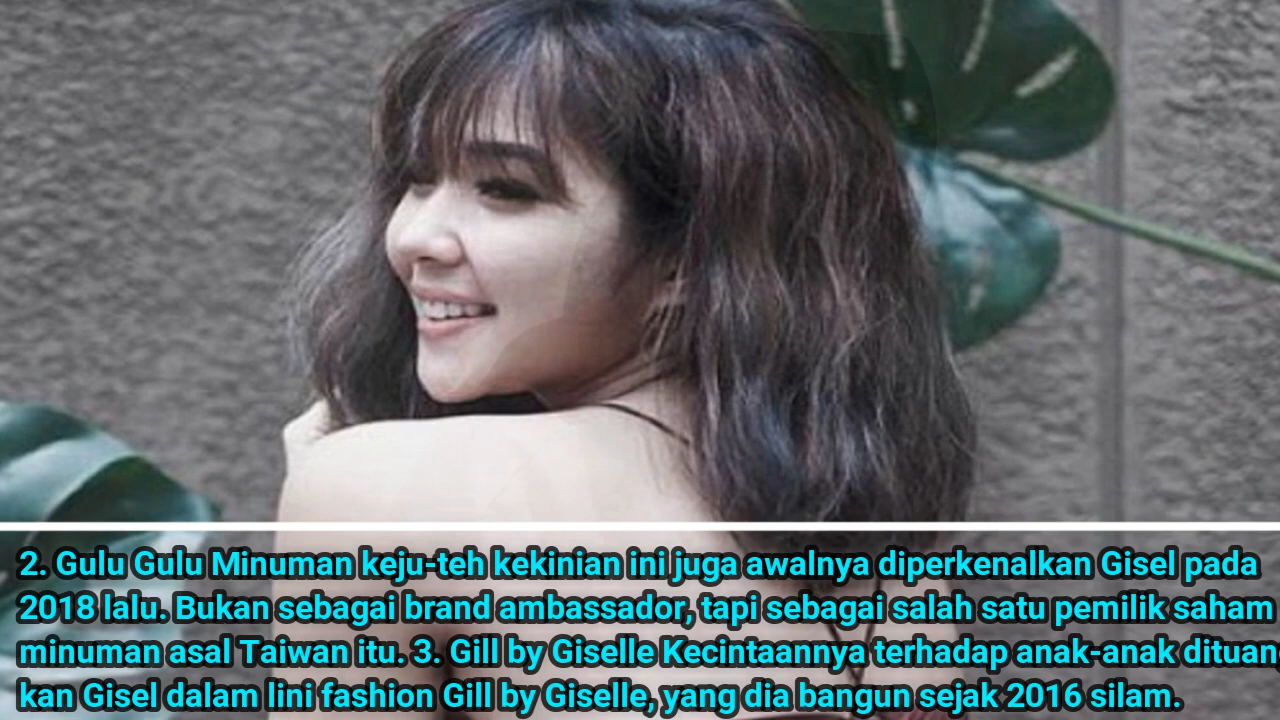 2. Gulu Gulu Minuman keju-teh kekinian ini juga awalnya diperkenalkan Gisel pada
2018 lalu. Bukan sebagai brand ambassador, tapi sebagai salah satu pemilik saham
minuman asal Taiwan itu. 3. Gill by Giselle Kecintaannya terhadap anak-anak dituan
kan Gisel dalam lini fashion Gill by Giselle, yang dia bangun sejak 2016 silam.